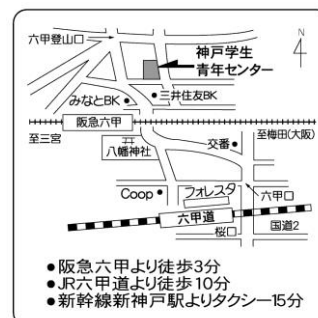 六甲登山口
神戸学生
青年センター
N
みなとBK
三井住友BK
阪急六甲
至三宮
八幡神社
交番
至梅田(大阪)
Coop
フォレスタ
六甲口
六甲道
桜口
国道2
●阪急六甲より徒歩3分
●JR六甲道より徒歩10分
●新幹線新神戸駅よりタクシー15分